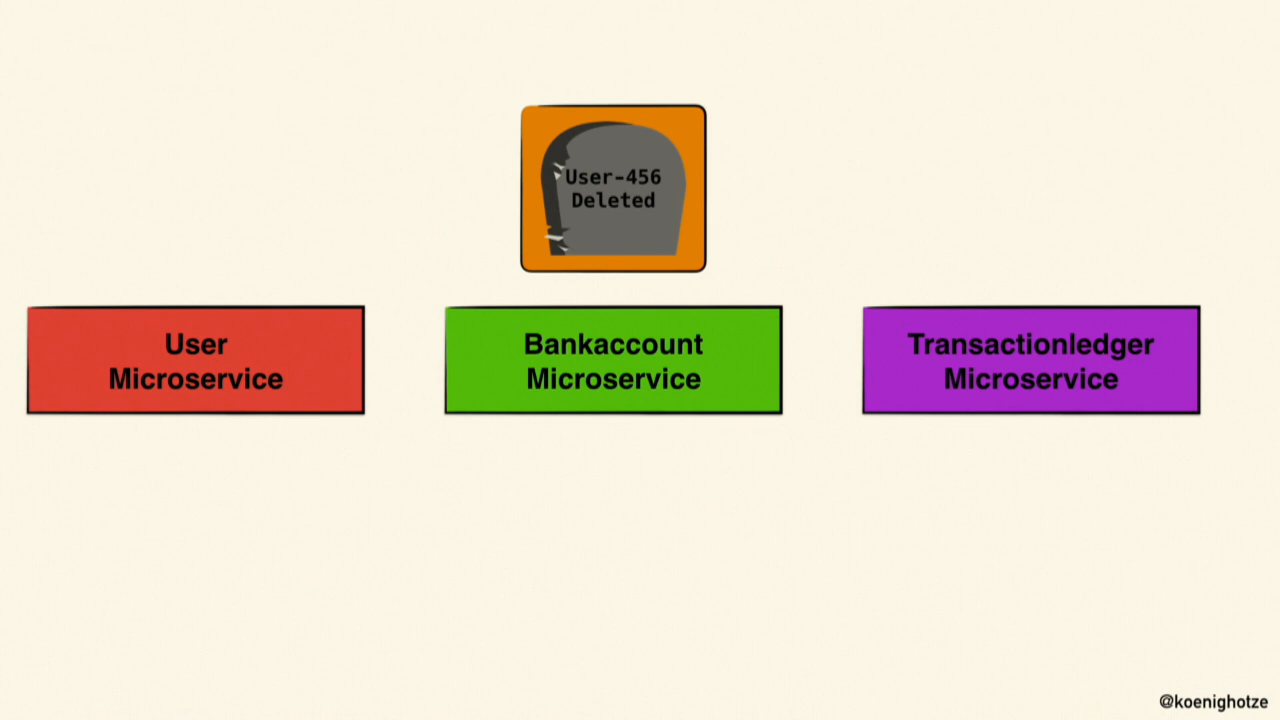 User-456
Deleted
User
Microservice
Bankaccount
Microservice
Transactionledger
Microservice
@koenighotze